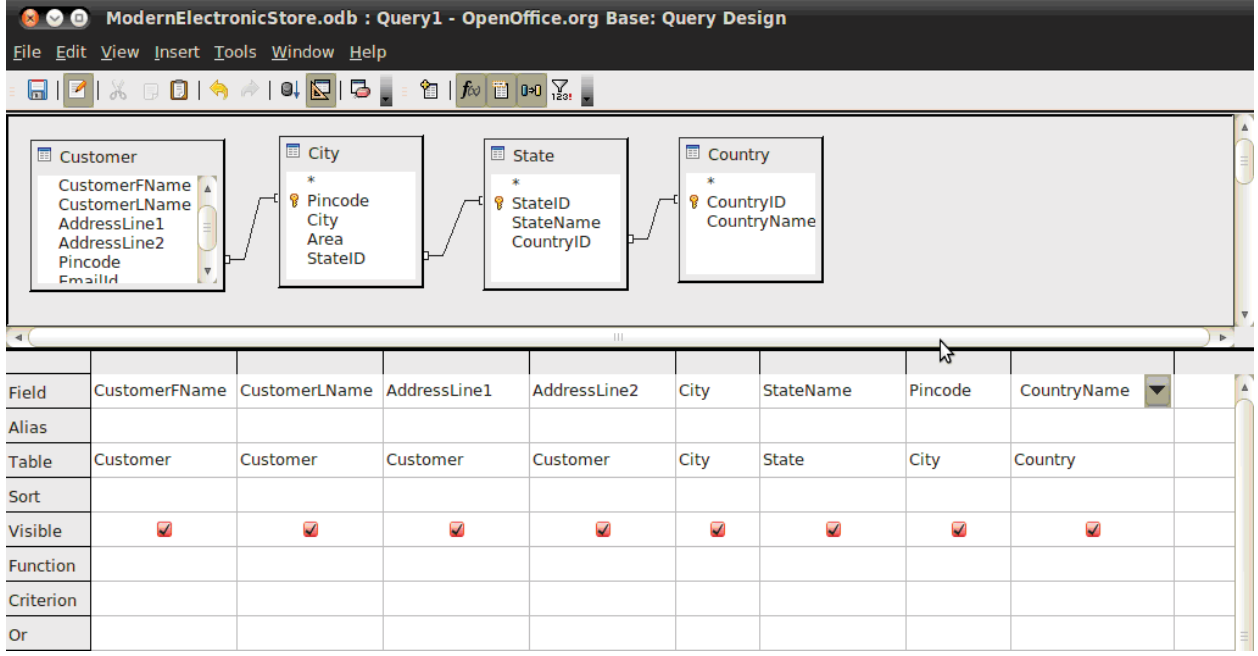 ModernElectronicStore.odb : Query1 - OpenOffice.org Base: Query Design
File Edit View Insert Tools Window Help
f(x) 123!
Customer
CustomerFName
CustomerLName
AddressLine1
AddressLine2
Pincode
EmailId
City
*
Pincode
City
Area
StateID
State
*
StateID
StateName
CountryID
Country
*
CountryID
CountryName
Field CustomerFName CustomerLName AddressLine1 AddressLine2 City StateName Pincode CountryName
Alias
Table Customer Customer Customer Customer City State City Country
Sort
Visible
Function
Criterion
Or